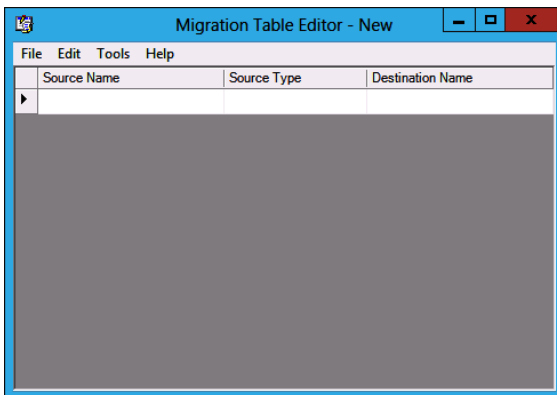 Migration Table Editor - New
File Edit Tools Help
Source Name Source Type Destination Name